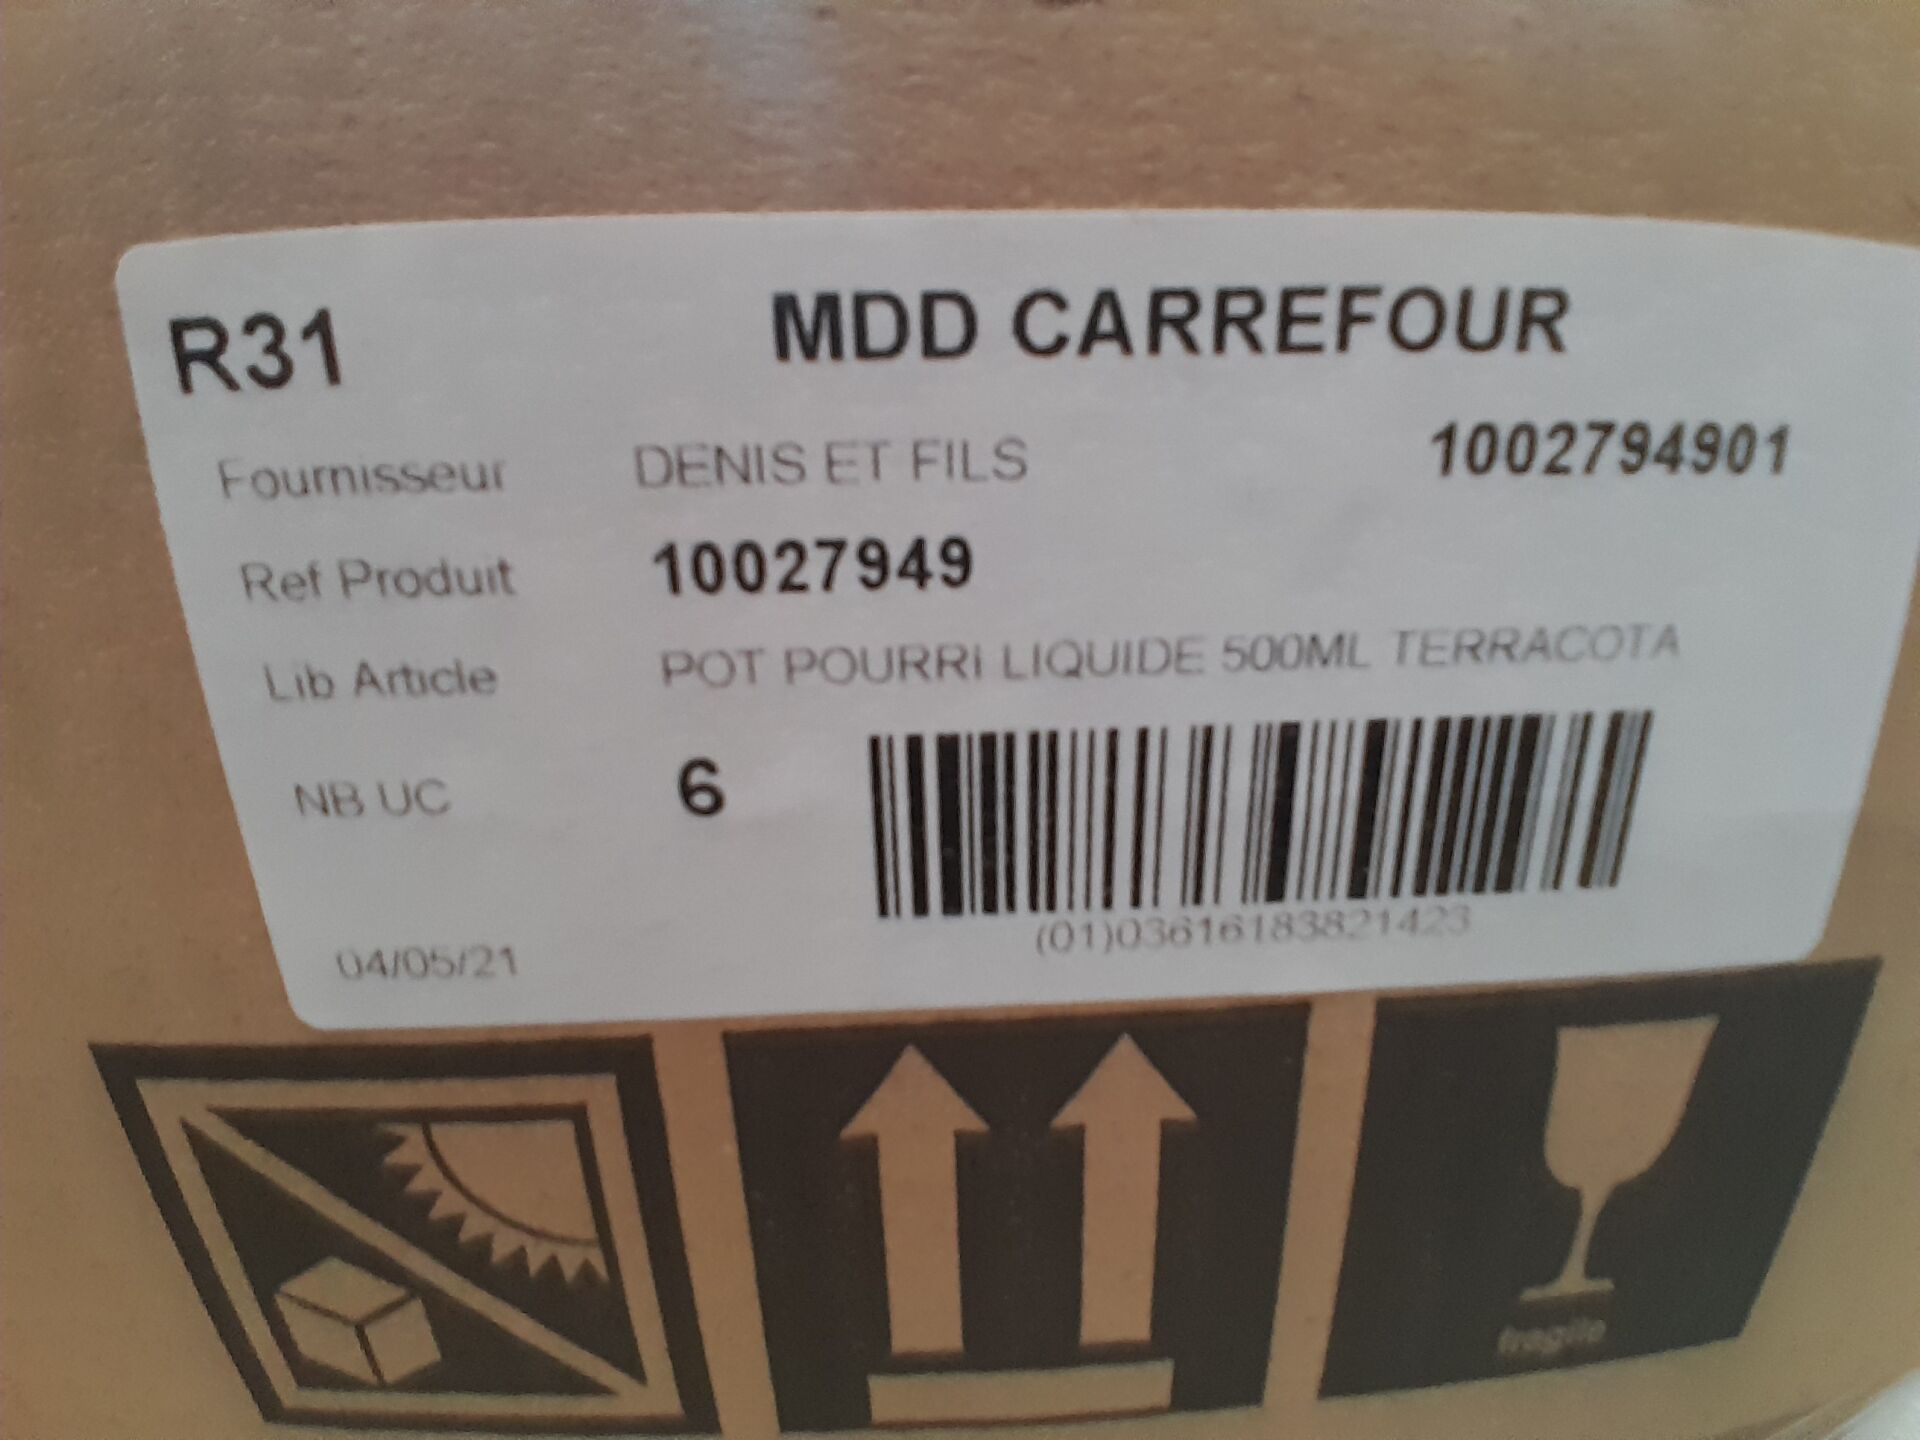 R31 MDD CARREFOUR
Fournisseur DENIS ET FILS 1002794901
Ref Produit 10027949
Lib Article POT POURRI LIQUIDE 500ML TERRACOTA
NB UC 6
(01)03616183821423
04/05/21
fragile